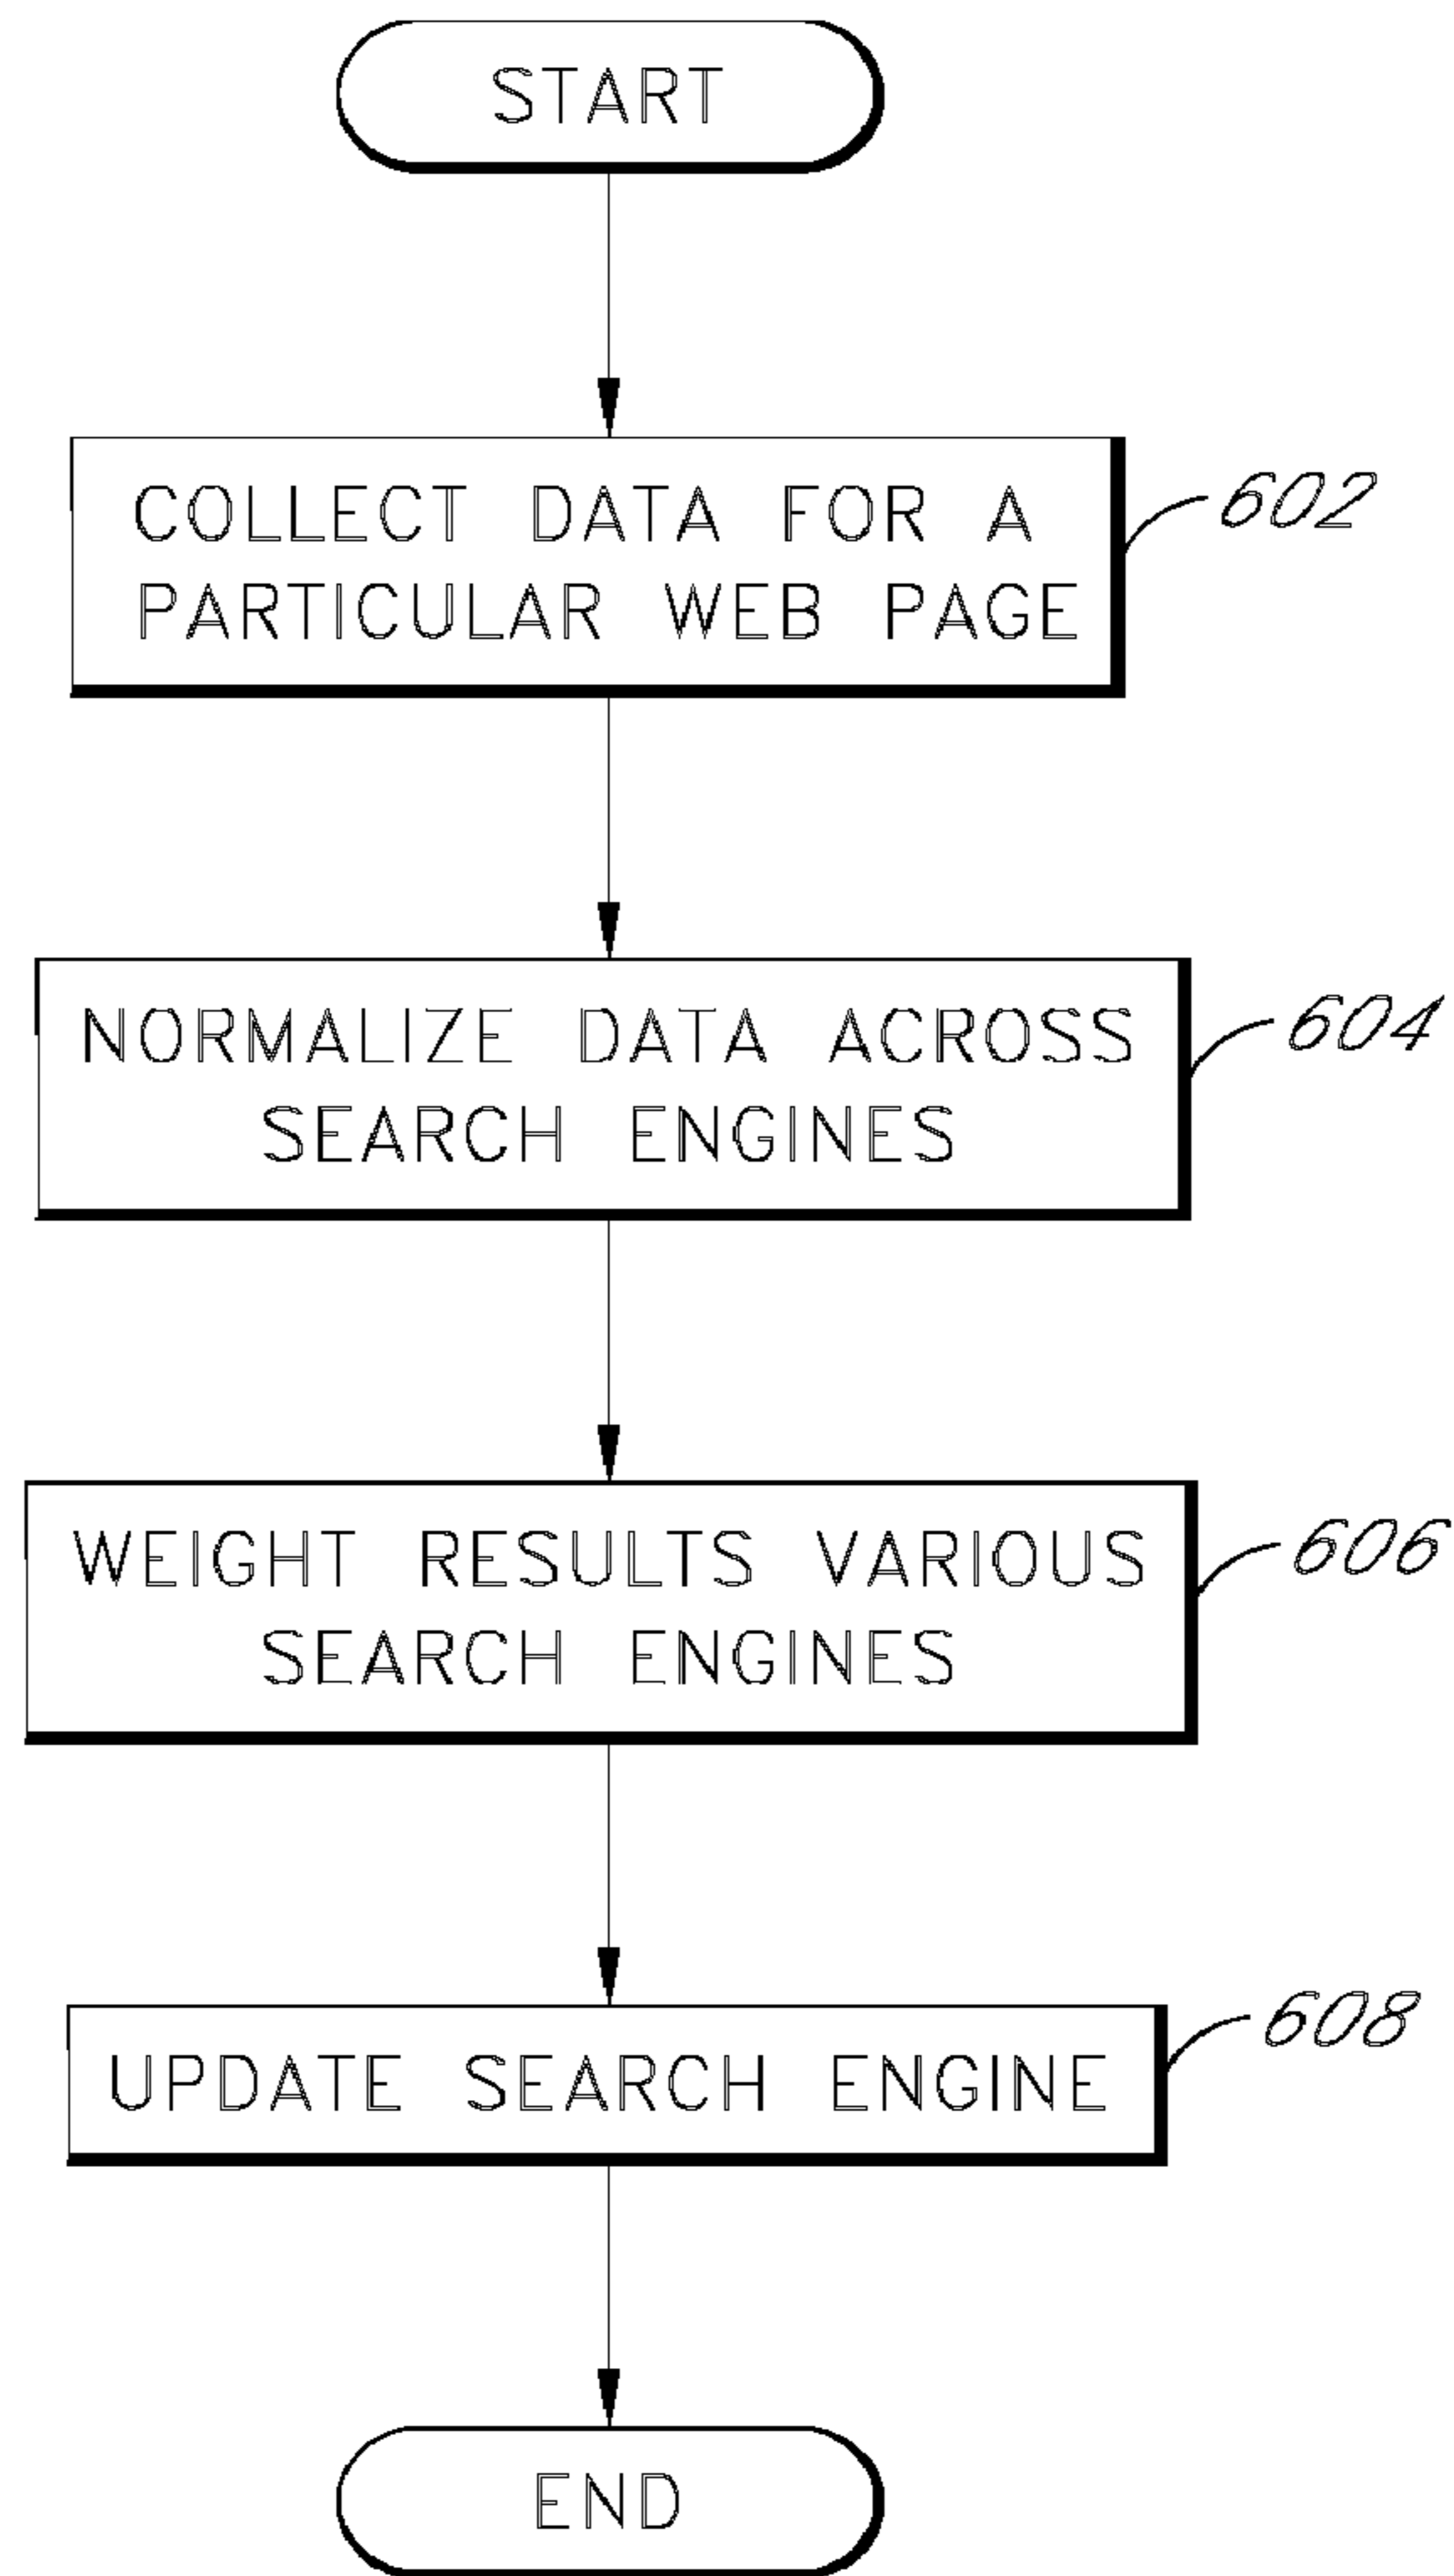 START
COLLECT DATA FOR A
PARTICULAR WEB PAGE
602
NORMALIZE DATA ACROSS
SEARCH ENGINES
604
WEIGHT RESULTS VARIOUS
SEARCH ENGINES
606
UPDATE SEARCH ENGINE
608
END